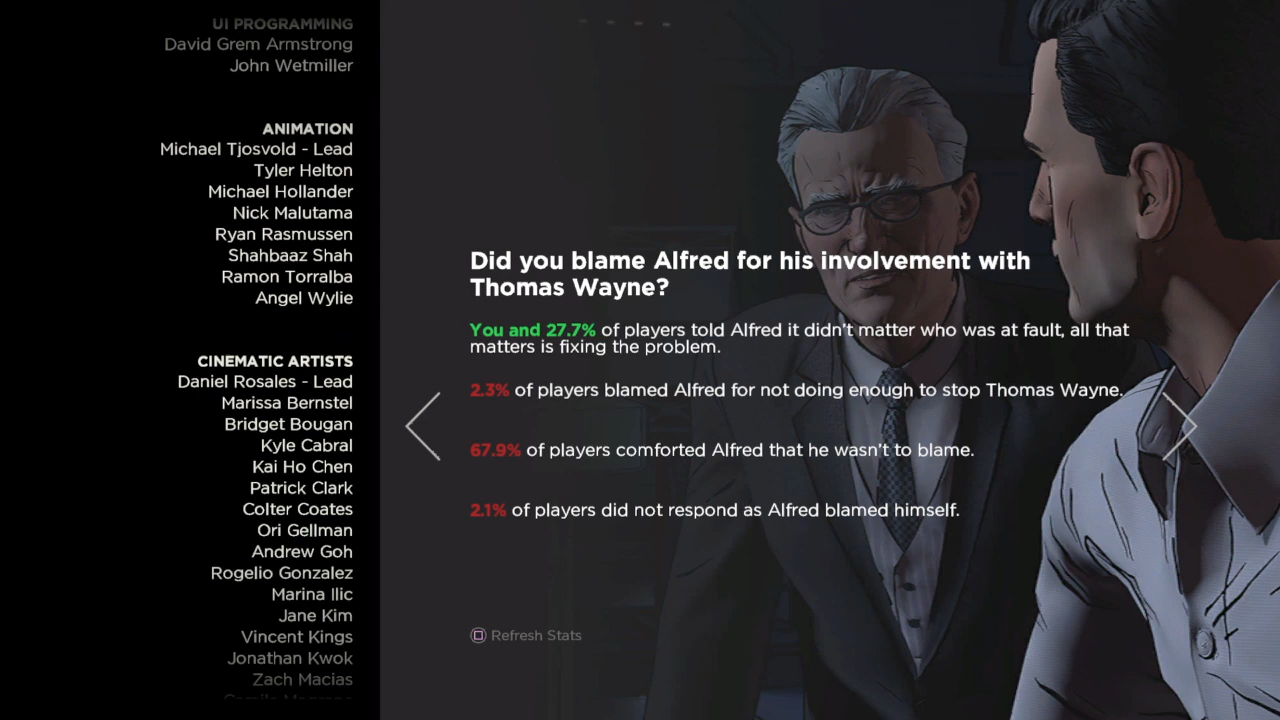 UI PROGRAMMING
David Grem Armstrong
John Wetmiller
ANIMATION
Michael Tjosvold - Lead
Tyler Helton
Michael Hollander
Nick Malutama
Ryan Rasmussen
Shahbaaz Shah
Ramon Torralba
Angel Wylie
CINEMATIC ARTISTS
Daniel Rosales - Lead
Marissa Bernstel
Bridget Bougan
Kyle Cabral
Kai Ho Chen
Patrick Clark
Colter Coates
Ori Gellman
Andrew Goh
Rogelio Gonzalez
Marina Ilic
Jane Kim
Vincent Kings
Jonathan Kwok
Zach Macias
Did you blame Alfred for his involvement with
Thomas Wayne?
You and 27.7% of players told Alfred it didn't matter who was at fault, all that
matters is fixing the problem.
2.3% of players blamed Alfred for not doing enough to stop Thomas Wayne.
67.9% of players comforted Alfred that he wasn't to blame.
2.1% of players did not respond as Alfred blamed himself.
Refresh Stats